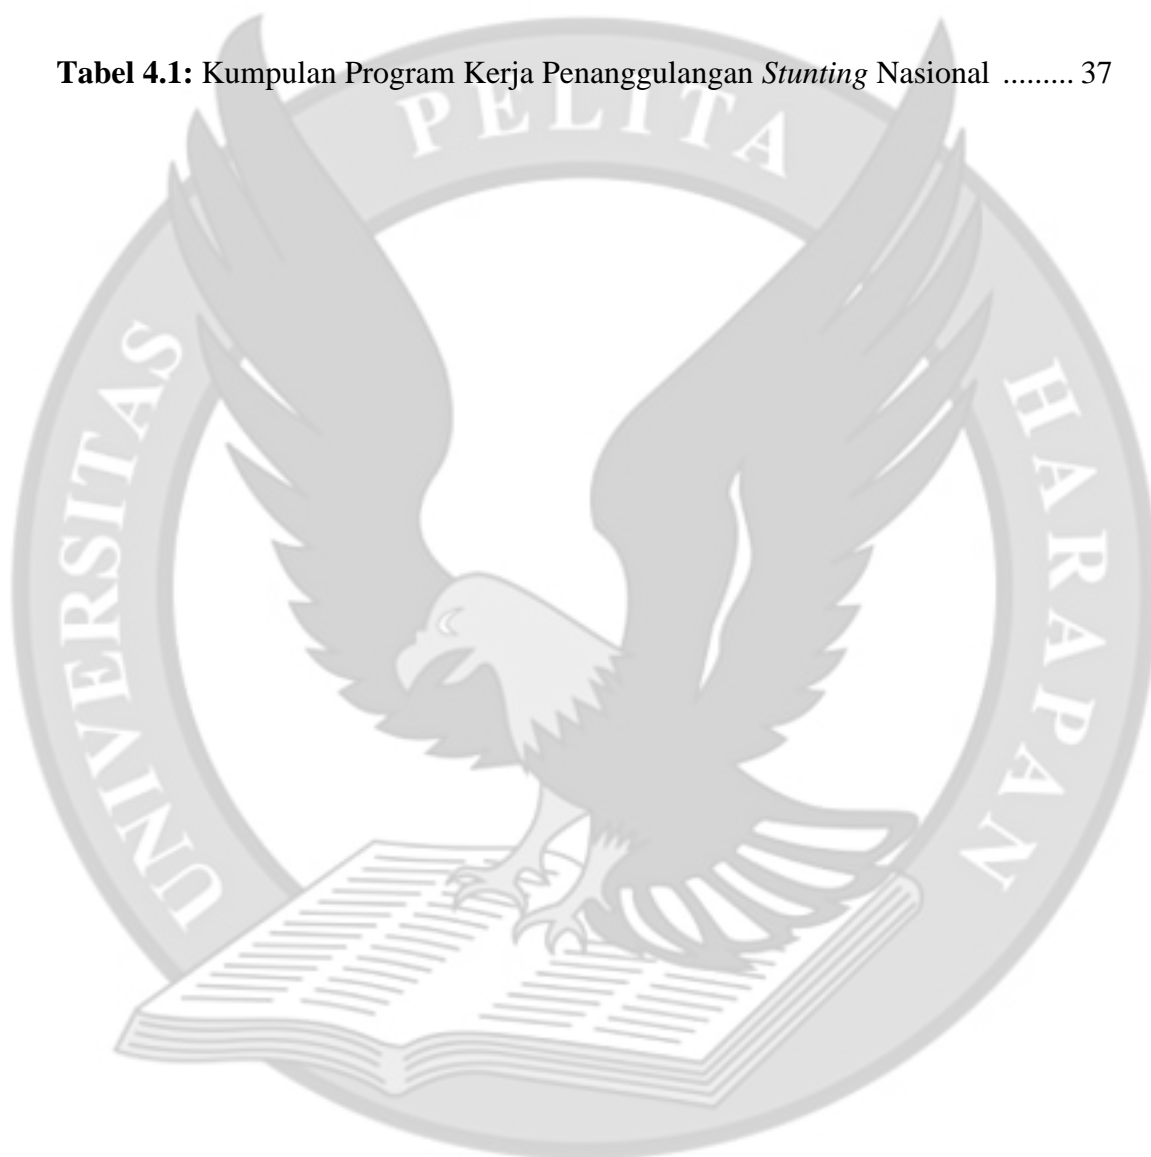 Tabel 4.1: Kumpulan Program Kerja Penanggulangan Stunting Nasional ......... 37
UNIVERSITAS PELITA HARAPAN